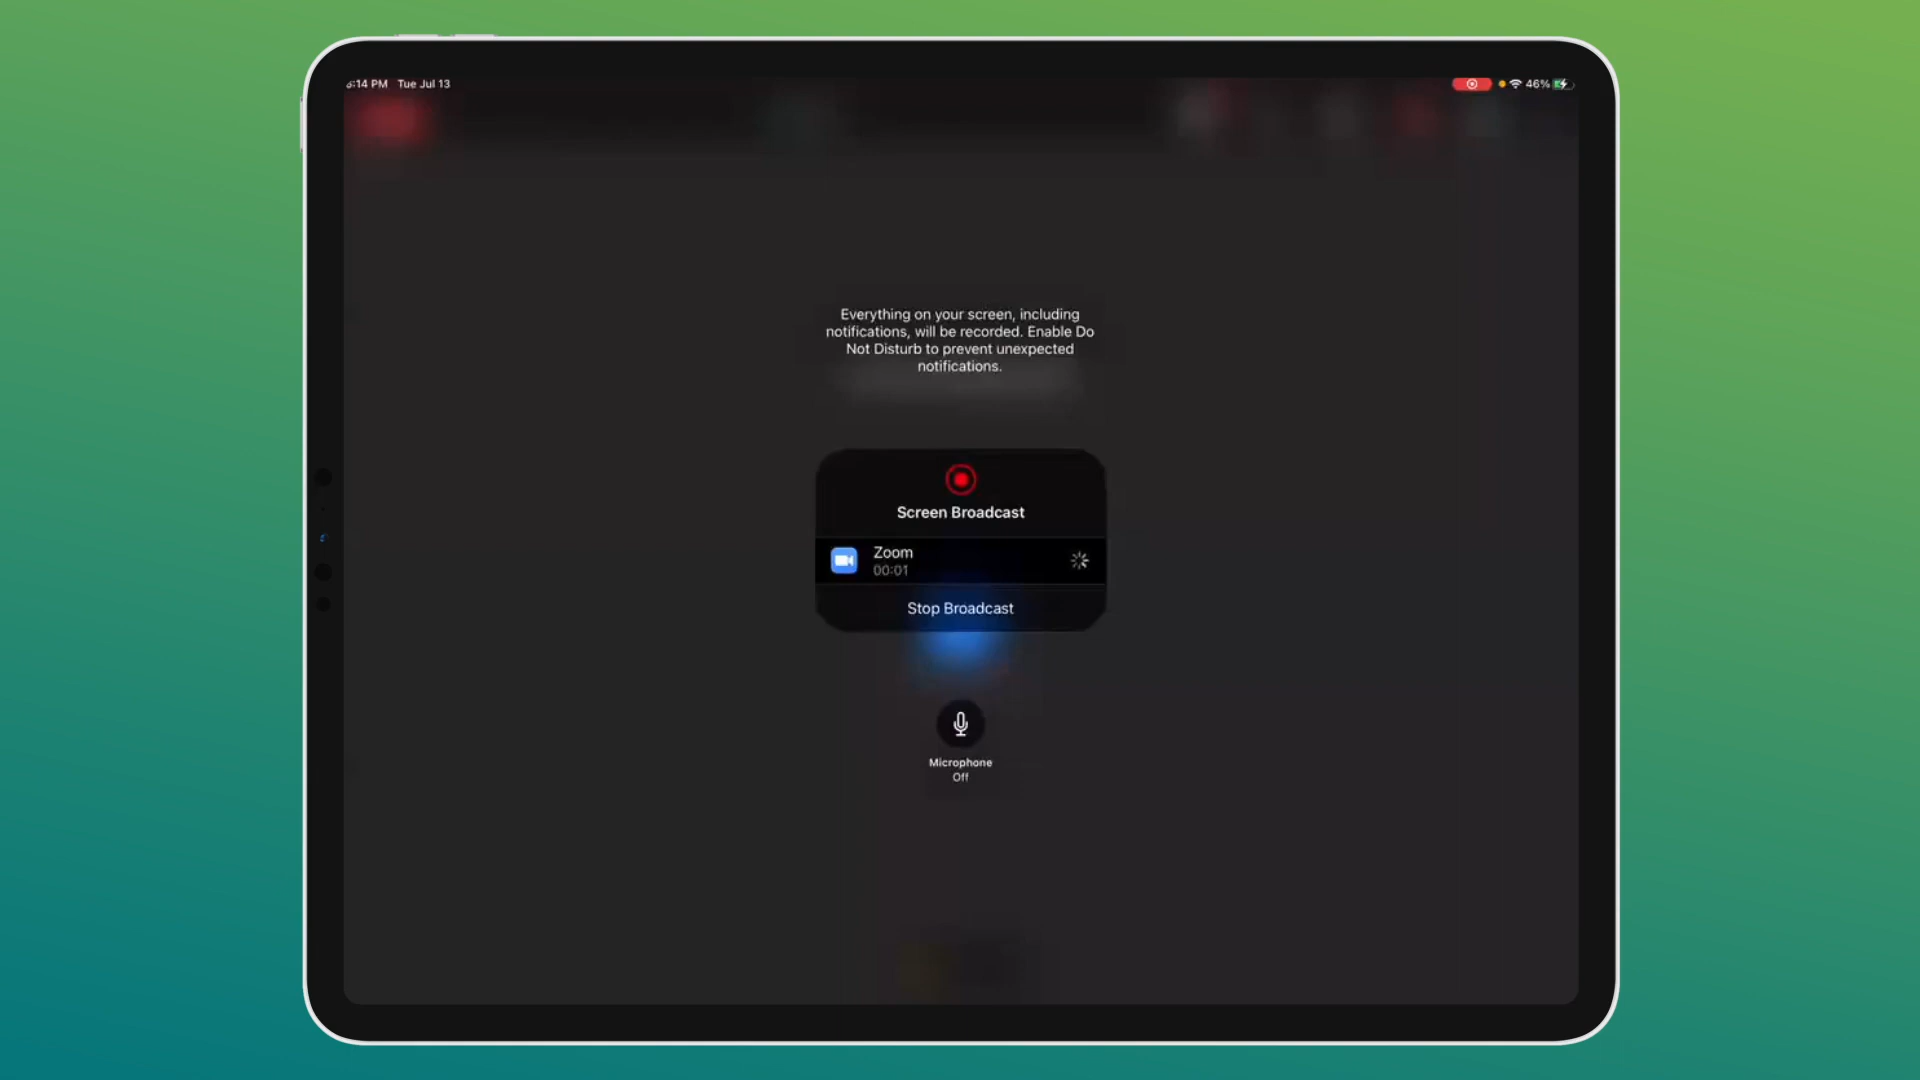 :14 PM Tue Jul 13
46%
Everything on your screen, including
notifications, will be recorded. Enable Do
Not Disturb to prevent unexpected
notifications.
Screen Broadcast
Zoom
00:01
Stop Broadcast
Microphone
Off